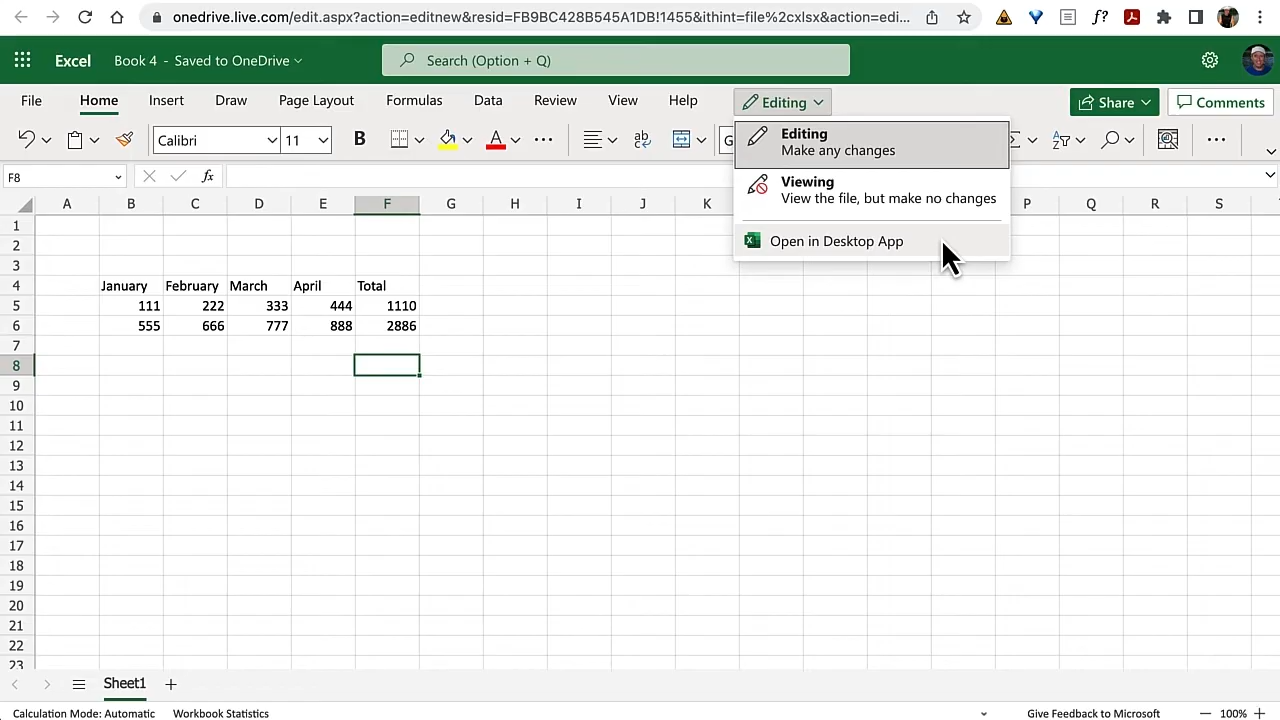 onedrive.live.com/edit.aspx?action=editnew&resid=FB9BC428B545A1DB!1455&ithint=file%2cxlsx&action=edi...
Excel Book 4 - Saved to OneDrive Search (Option + Q)
File Home Insert Draw Page Layout Formulas Data Review View Help Editing Share Comments
Calibri 11 B A ab G
Editing
Make any changes
Viewing
View the file, but make no changes
Open in Desktop App
F8 fx
A B C D E F G H I J K P Q R S
1
2
3
4 January February March April Total
5 111 222 333 444 1110
6 555 666 777 888 2886
7
8
9
10
11
12
13
14
15
16
17
18
19
20
21
22
23
Sheet1
Calculation Mode: Automatic Workbook Statistics Give Feedback to Microsoft 100%